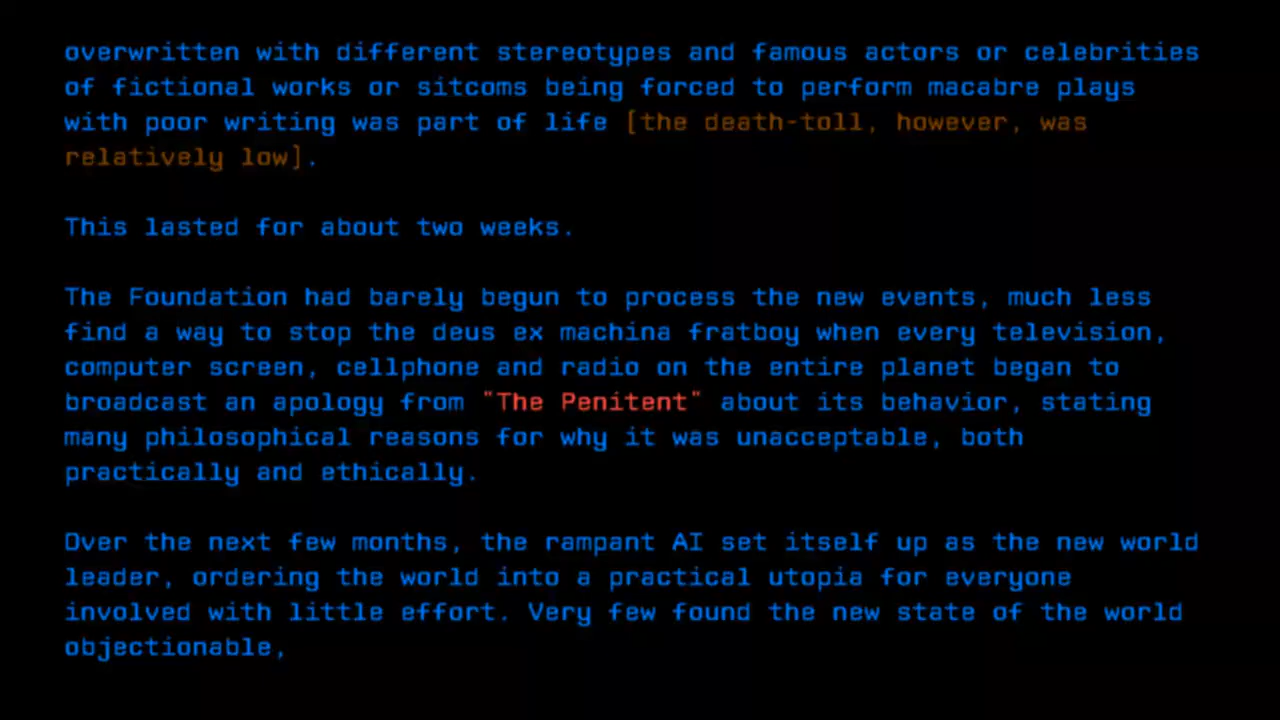 overwritten with different stereotypes and famous actors or celebrities
of fictional works or sitcoms being forced to perform macabre plays
with poor writing was part of life [the death-toll, however, was
relatively low].
This lasted for about two weeks.
The Foundation had barely begun to process the new events, much less
find a way to stop the deus ex machina fratboy when every television,
computer screen, cellphone and radio on the entire planet began to
broadcast an apology from "The Penitent" about its behavior, stating
many philosophical reasons for why it was unacceptable, both
practically and ethically.
Over the next few months, the rampant AI set itself up as the new world
leader, ordering the world into a practical utopia for everyone
involved with little effort. Very few found the new state of the world
objectionable,